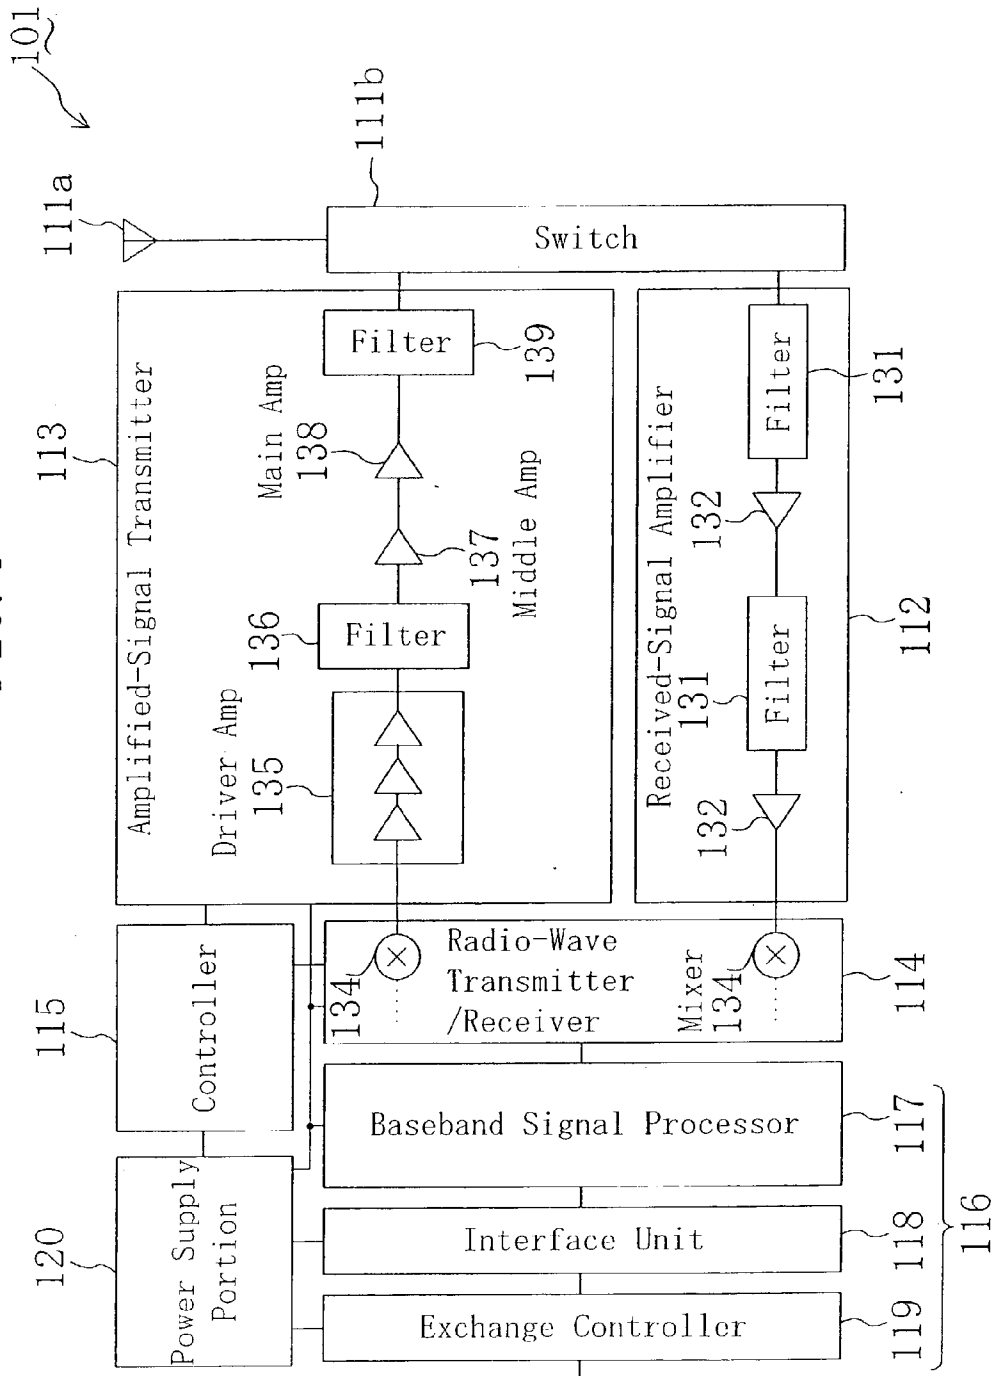 101
111a
111b
Switch
113
Amplified-Signal Transmitter
Driver Amp
135
136
Filter
137
Middle Amp
Main Amp
138
Filter
139
Received-Signal Amplifier
132
131
Filter
132
Filter
131
112
115
Controller
134
Radio-Wave
Transmitter
/Receiver
Mixer
134
114
120
Power Supply
Portion
Baseband Signal Processor
117
Interface Unit
118
Exchange Controller
119
116